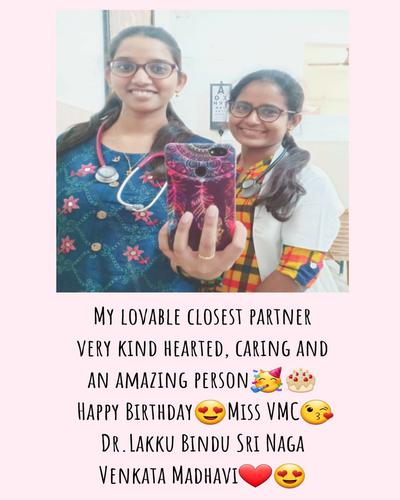 My lovable closest partner
very kind hearted, caring and
an amazing person🥳🎂
Happy Birthday😍Miss VMC😘
Dr.Lakku Bindu Sri Naga
Venkata Madhavi❤️😍